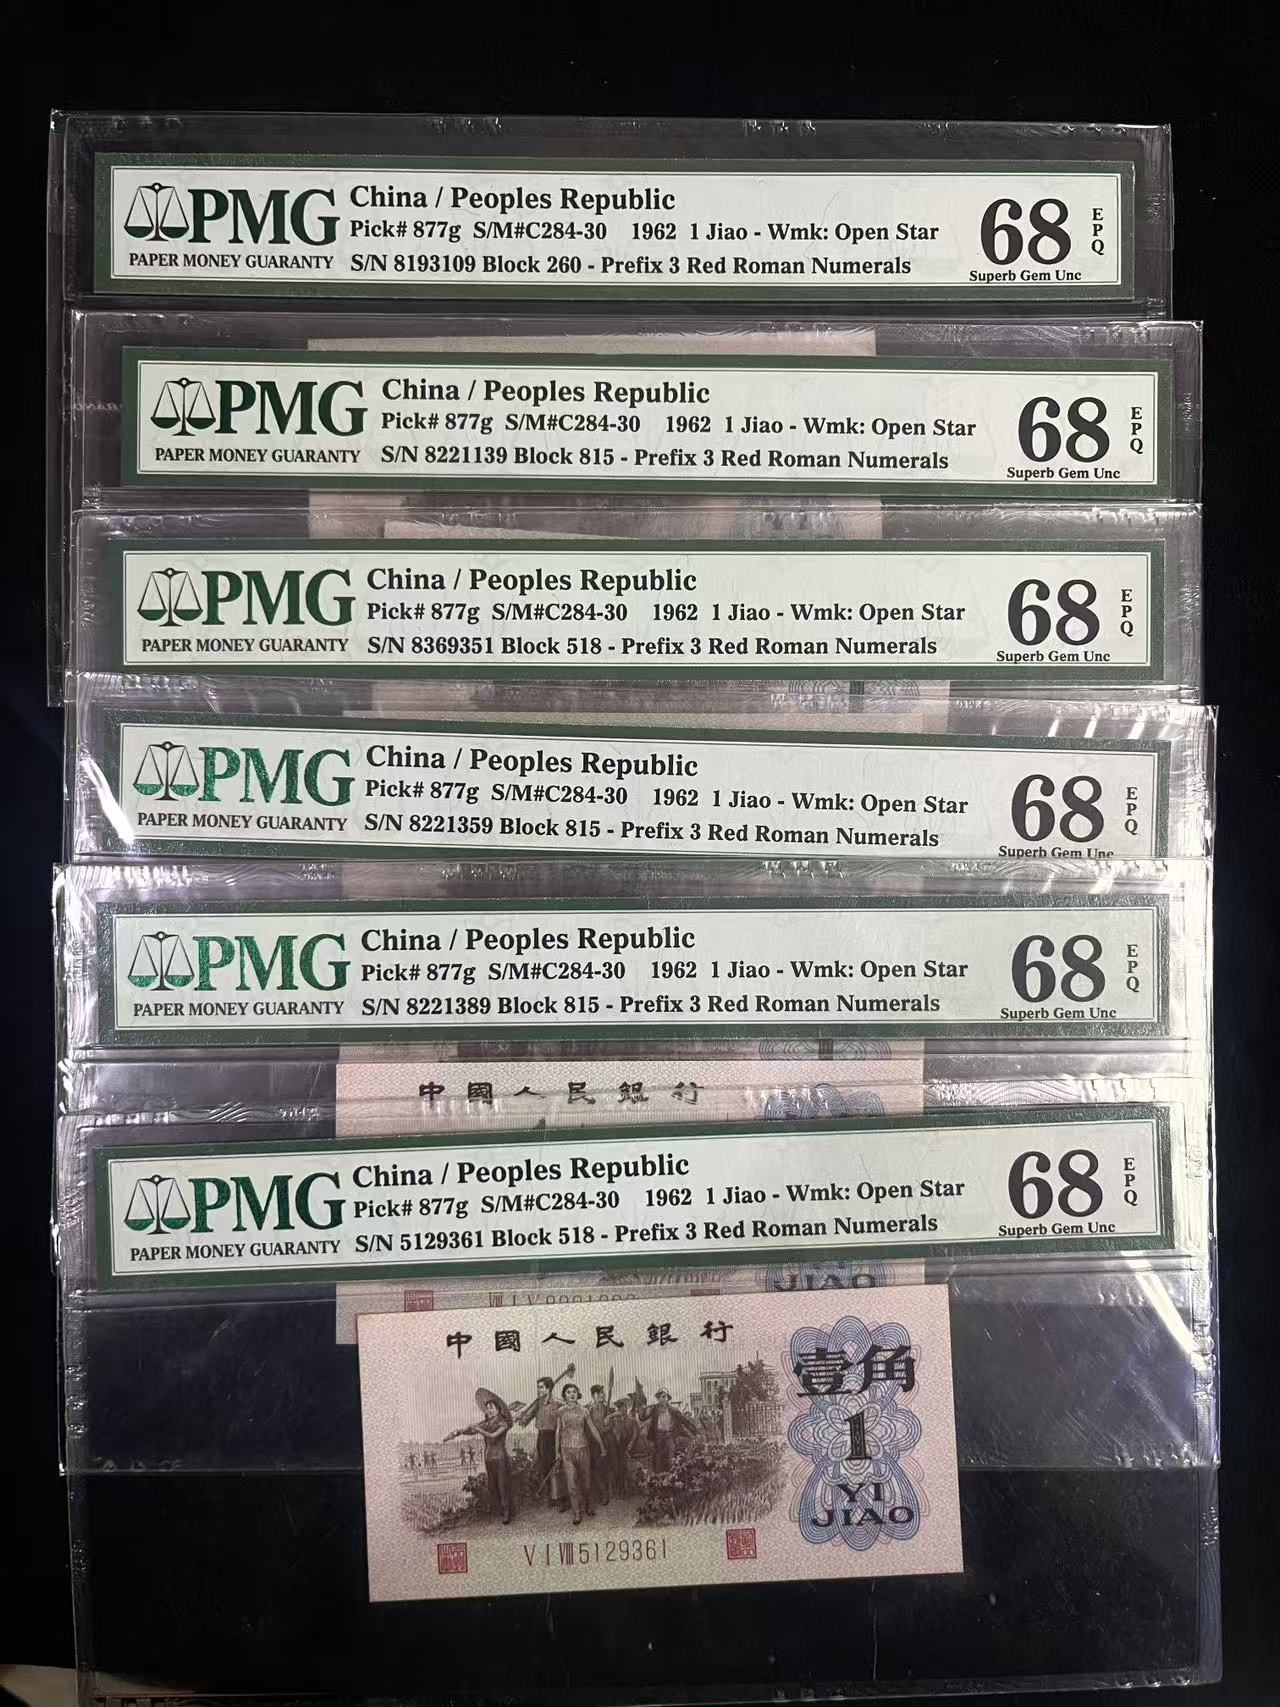 PMG
PAPER MONEY GUARANTY
China / Peoples Republic
Pick# 877g S/M#C284-30 1962 1 Jiao - Wmk: Open Star
S/N 8193109 Block 260 - Prefix 3 Red Roman Numerals
68
EPQ
Superb Gem Unc
PMG
PAPER MONEY GUARANTY
China / Peoples Republic
Pick# 877g S/M#C284-30 1962 1 Jiao - Wmk: Open Star
S/N 8221139 Block 815 - Prefix 3 Red Roman Numerals
68
EPQ
Superb Gem Unc
PMG
PAPER MONEY GUARANTY
China / Peoples Republic
Pick# 877g S/M#C284-30 1962 1 Jiao - Wmk: Open Star
S/N 8369351 Block 518 - Prefix 3 Red Roman Numerals
68
EPQ
Superb Gem Unc
PMG
PAPER MONEY GUARANTY
China / Peoples Republic
Pick# 877g S/M#C284-30 1962 1 Jiao - Wmk: Open Star
S/N 8221359 Block 815 - Prefix 3 Red Roman Numerals
68
EPQ
Superb Gem Unc
PMG
PAPER MONEY GUARANTY
China / Peoples Republic
Pick# 877g S/M#C284-30 1962 1 Jiao - Wmk: Open Star
S/N 8221389 Block 815 - Prefix 3 Red Roman Numerals
68
EPQ
Superb Gem Unc
中國人民銀行
PMG
PAPER MONEY GUARANTY
China / Peoples Republic
Pick# 877g S/M#C284-30 1962 1 Jiao - Wmk: Open Star
S/N 5129361 Block 518 - Prefix 3 Red Roman Numerals
68
EPQ
Superb Gem Unc
JIAO
中國人民銀行
壹角
1
YI
JIAO
V I VIII 5129361